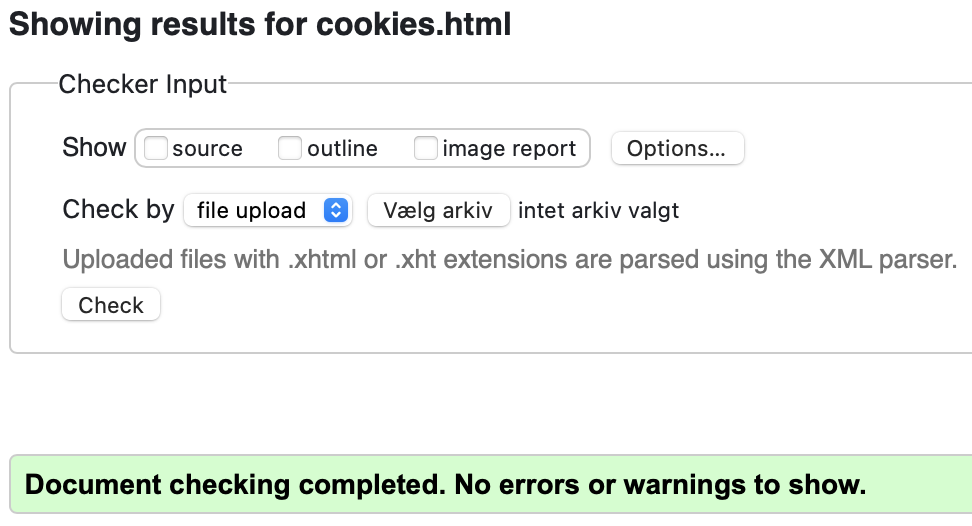 Showing results for cookies.html
Checker Input
Show source outline image report Options...
Check by file upload Vælg arkiv intet arkiv valgt
Uploaded files with .xhtml or .xht extensions are parsed using the XML parser.
Check
Document checking completed. No errors or warnings to show.